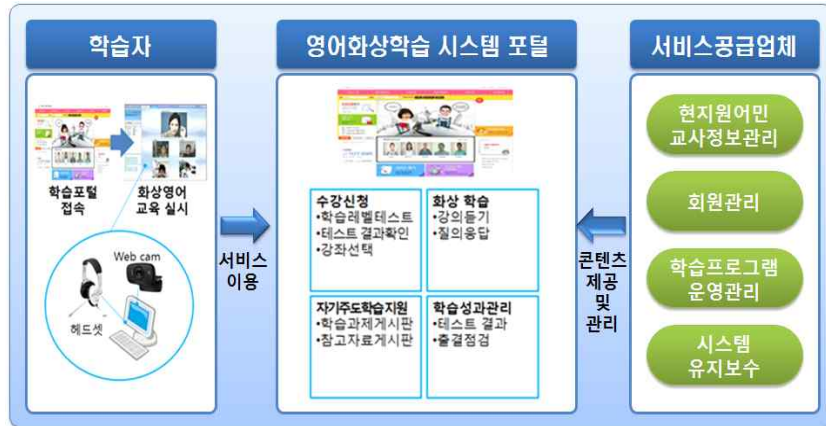 학습자
학습포털
접속
화상영어
교육 실시
Web cam
헤드셋
서비스
이용
영어화상학습 시스템 포털
수강신청
•학습레벨테스트
•테스트 결과확인
•강좌선택
화상 학습
•강의듣기
•질의응답
자기주도학습지원
•학습과제게시판
•참고자료게시판
학습성과관리
•테스트 결과
•출결점검
콘텐츠
제공
및
관리
서비스공급업체
현지원어민
교사정보관리
회원관리
학습프로그램
운영관리
시스템
유지보수